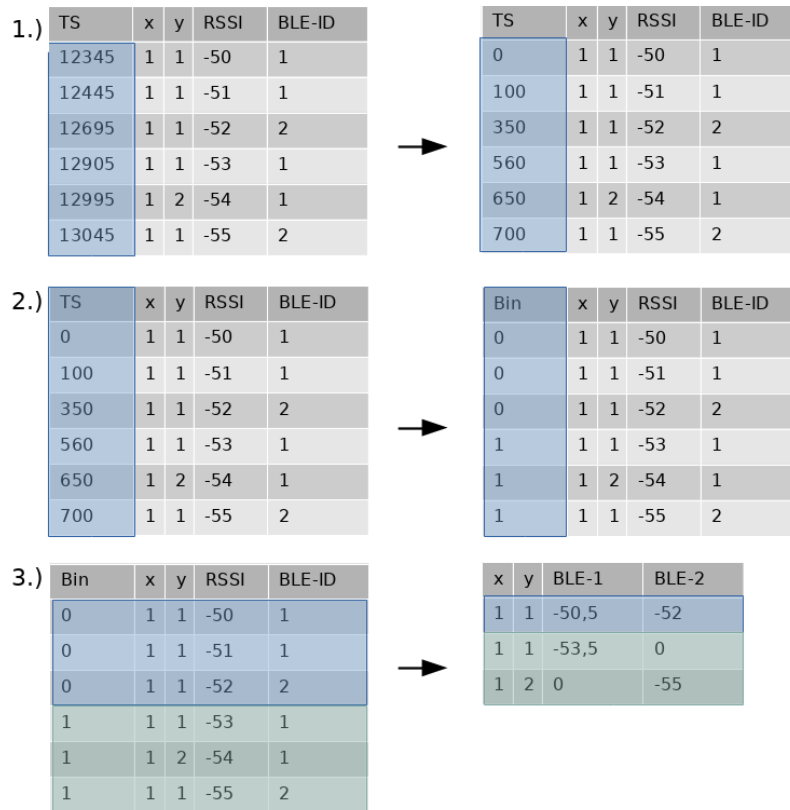 1.)
TS x y RSSI BLE-ID
12345 1 1 -50 1
12445 1 1 -51 1
12695 1 1 -52 2
12905 1 1 -53 1
12995 1 2 -54 1
13045 1 1 -55 2
TS x y RSSI BLE-ID
0 1 1 -50 1
100 1 1 -51 1
350 1 1 -52 2
560 1 1 -53 1
650 1 2 -54 1
700 1 1 -55 2
2.)
TS x y RSSI BLE-ID
0 1 1 -50 1
100 1 1 -51 1
350 1 1 -52 2
560 1 1 -53 1
650 1 2 -54 1
700 1 1 -55 2
Bin x y RSSI BLE-ID
0 1 1 -50 1
0 1 1 -51 1
0 1 1 -52 2
1 1 1 -53 1
1 1 2 -54 1
1 1 1 -55 2
3.)
Bin x y RSSI BLE-ID
0 1 1 -50 1
0 1 1 -51 1
0 1 1 -52 2
1 1 1 -53 1
1 1 2 -54 1
1 1 1 -55 2
x y BLE-1 BLE-2
1 1 -50,5 -52
1 1 -53,5 0
1 2 0 -55